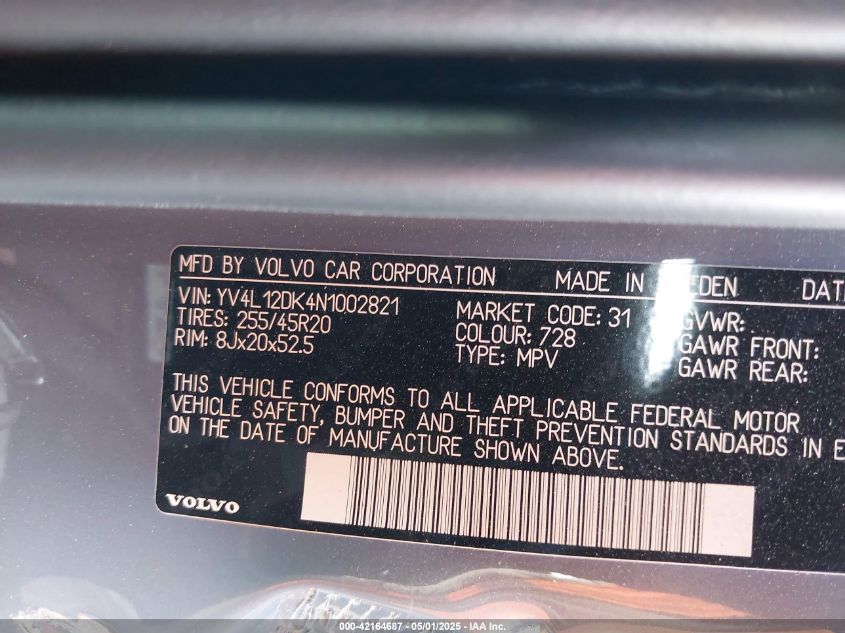 MFD BY VOLVO CAR CORPORATION MADE IN
VIN: YV4L12DK4N1002821
TIRES: 255/45R20
RIM: 8Jx20x52.5
MARKET CODE: 31
COLOUR: 728
TYPE: MPV
GVWR:
GAWR FRONT:
GAWR REAR:
THIS VEHICLE CONFORMS TO ALL APPLICABLE FEDERAL MOTOR
VEHICLE SAFETY, BUMPER AND THEFT PREVENTION STANDARDS IN
ON THE DATE OF MANUFACTURE SHOWN ABOVE.
VOLVO
000-42164687 - 05/01/2025 - IAA Inc.